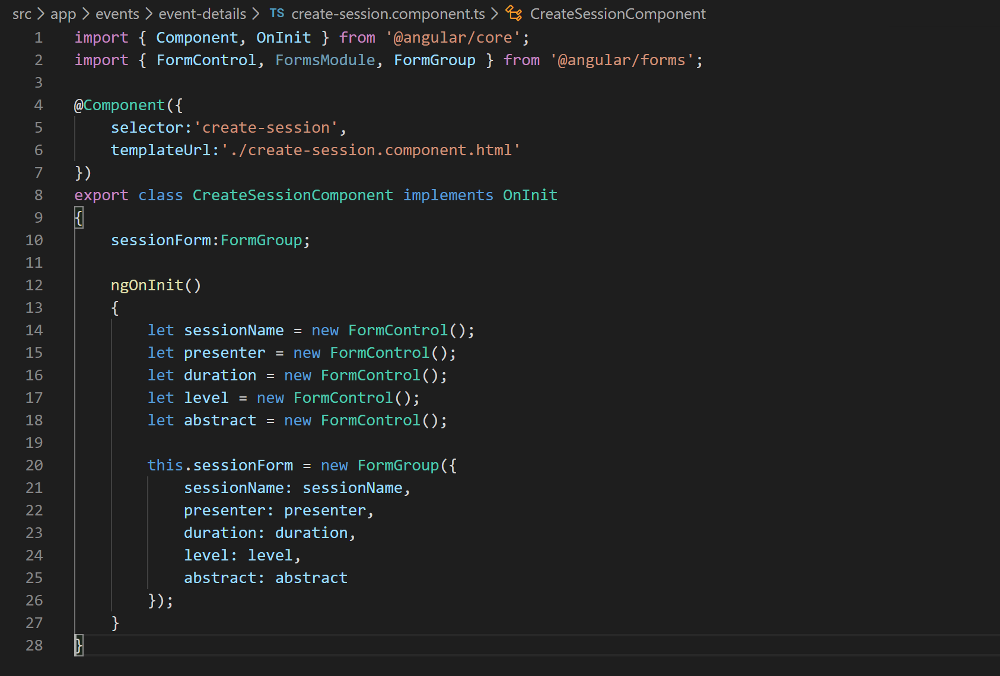 src > app > events > event-details > TS create-session.component.ts > CreateSessionComponent
1 import { Component, OnInit } from '@angular/core';
2 import { FormControl, FormsModule, FormGroup } from '@angular/forms';
3
4 @Component({
5     selector:'create-session',
6     templateUrl:'./create-session.component.html'
7 })
8 export class CreateSessionComponent implements OnInit
9 {
10     sessionForm:FormGroup;
11
12     ngOnInit()
13     {
14         let sessionName = new FormControl();
15         let presenter = new FormControl();
16         let duration = new FormControl();
17         let level = new FormControl();
18         let abstract = new FormControl();
19
20         this.sessionForm = new FormGroup({
21             sessionName: sessionName,
22             presenter: presenter,
23             duration: duration,
24             level: level,
25             abstract: abstract
26         });
27     }
28 }